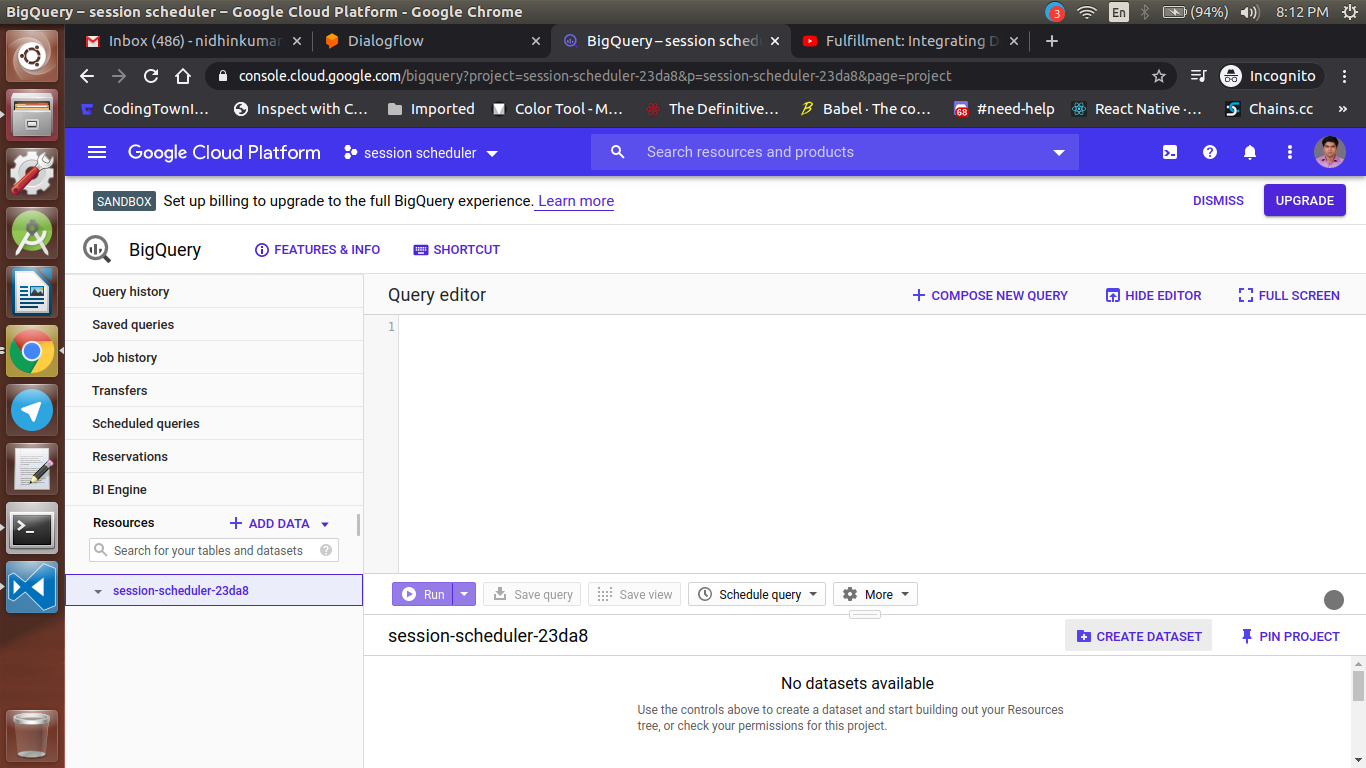 BigQuery – session scheduler – Google Cloud Platform - Google Chrome
3 En (94%) 8:12 PM
Inbox (486) - nidhinkumar
Dialogflow
BigQuery – session sched
Fulfillment: Integrating D
console.cloud.google.com/bigquery?project=session-scheduler-23da8&p=session-scheduler-23da8&page=project
Incognito
CodingTownI... Inspect with C... Imported Color Tool - M... The Definitive... Babel · The co... 68 #need-help React Native ·... Chains.cc »
Google Cloud Platform session scheduler Search resources and products
SANDBOX Set up billing to upgrade to the full BigQuery experience. Learn more DISMISS UPGRADE
BigQuery FEATURES & INFO SHORTCUT
Query history
Saved queries
Job history
Transfers
Scheduled queries
Reservations
BI Engine
Resources + ADD DATA
Search for your tables and datasets ?
session-scheduler-23da8
Query editor + COMPOSE NEW QUERY HIDE EDITOR FULL SCREEN
1
Run Save query Save view Schedule query More
session-scheduler-23da8 CREATE DATASET PIN PROJECT
No datasets available
Use the controls above to create a dataset and start building out your Resources
tree, or check your permissions for this project.